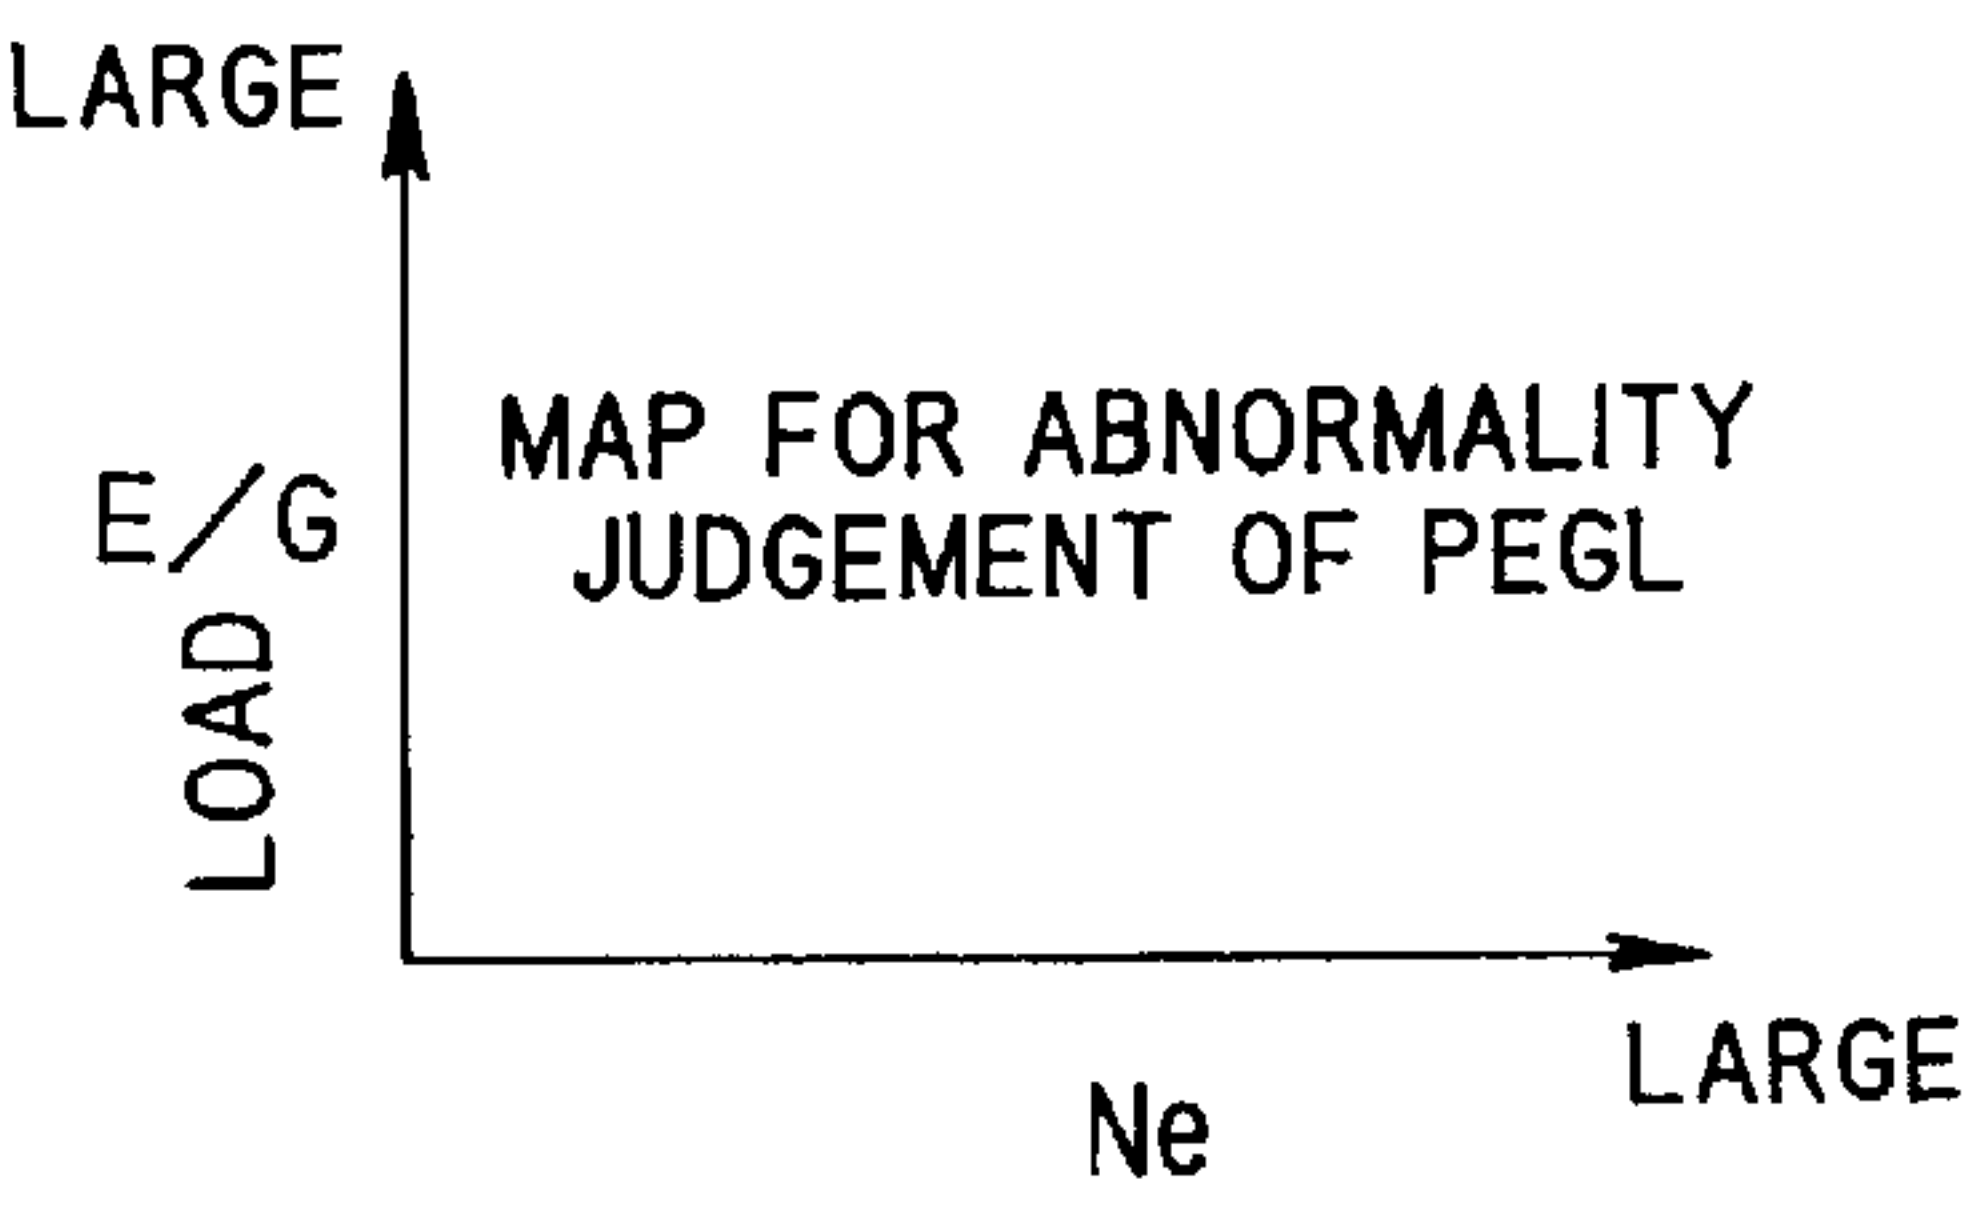 LARGE
MAP FOR ABNORMALITY
JUDGEMENT OF PEGL
E/G
LOAD
LARGE
Ne